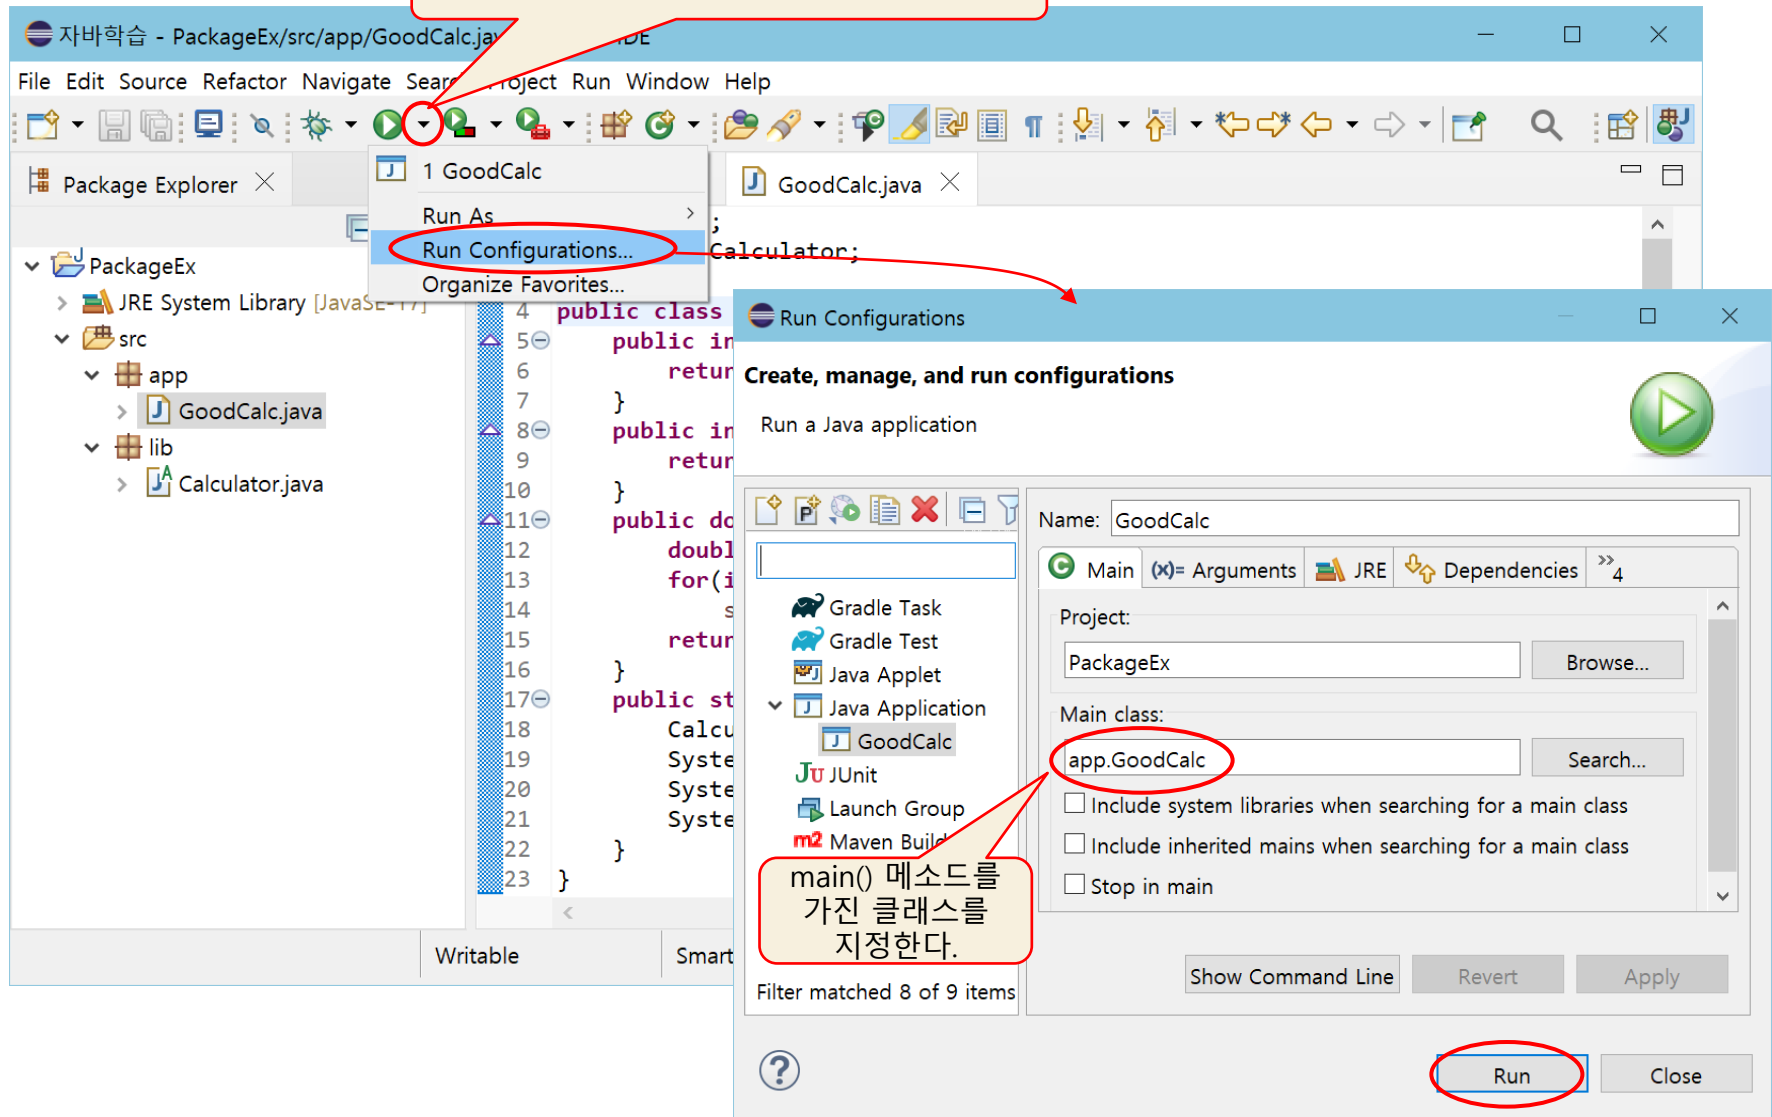 자바학습 - PackageEx/src/app/GoodCalc.java IDE
File Edit Source Refactor Navigate Search Project Run Window Help
Package Explorer
GoodCalc.java
1 GoodCalc
Run As
Run Configurations...
Organize Favorites...
;
Calculator;
PackageEx
JRE System Library [JavaSE-17]
src
app
GoodCalc.java
lib
Calculator.java
4 public class
5 public in
6 retur
7 }
8 public in
9 retur
10 }
11 public do
12 doubl
13 for(i
14 s
15 retur
16 }
17 public st
18 Calcu
19 Syste
20 Syste
21 Syste
22 }
23 }
Writable
Smart
Run Configurations
Create, manage, and run configurations
Run a Java application
Gradle Task
Gradle Test
Java Applet
Java Application
GoodCalc
JUnit
Launch Group
Maven Build
main() 메소드를
가진 클래스를
지정한다.
Filter matched 8 of 9 items
Name: GoodCalc
Main (x)= Arguments JRE Dependencies »4
Project:
PackageEx Browse...
Main class:
app.GoodCalc Search...
Include system libraries when searching for a main class
Include inherited mains when searching for a main class
Stop in main
Show Command Line Revert Apply
Run Close